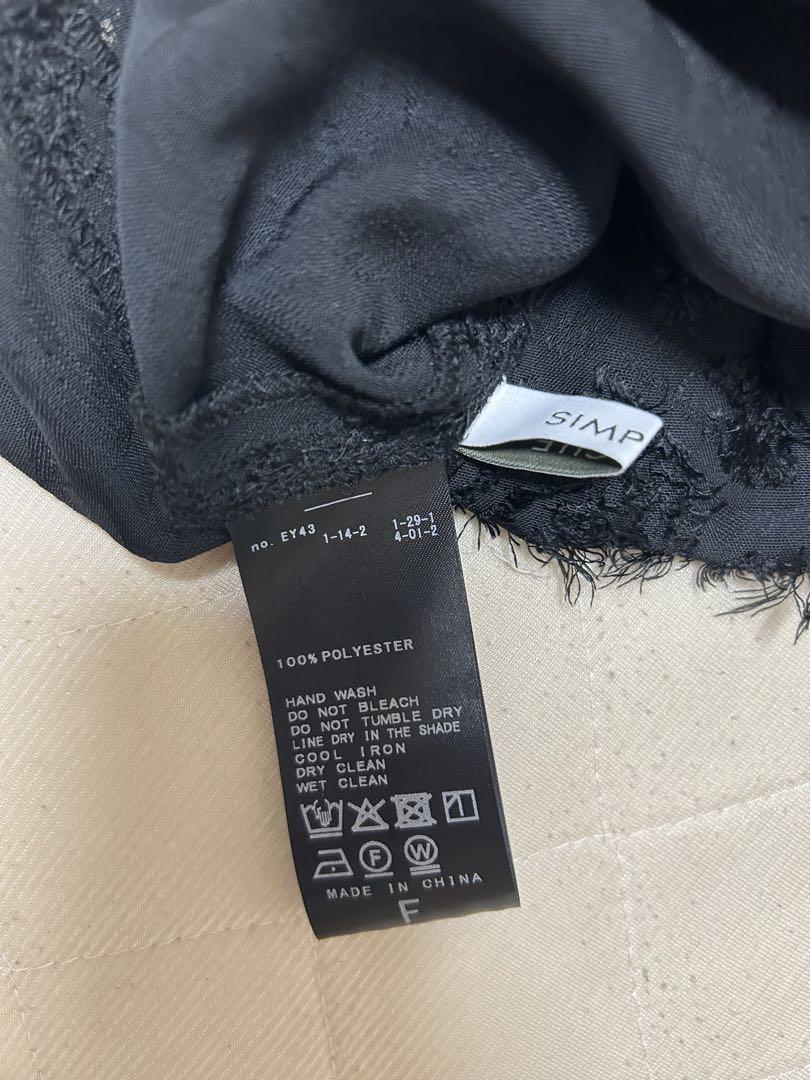 SIMP
no. EY43 1-14-2 1-29-1
4-01-2
100% POLYESTER
HAND WASH
DO NOT BLEACH
DO NOT TUMBLE DRY
LINE DRY IN THE SHADE
COOL IRON
DRY CLEAN
WET CLEAN
F W
MADE IN CHINA
F